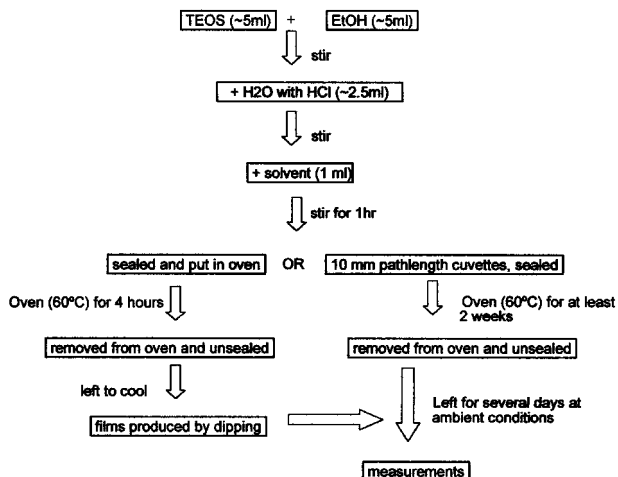 TEOS (~5ml) + EtOH (~5ml)
stir
+ H2O with HCl (~2.5ml)
stir
+ solvent (1 ml)
stir for 1hr
sealed and put in oven OR 10 mm pathlength cuvettes, sealed
Oven (60ºC) for 4 hours
Oven (60ºC) for at least
2 weeks
removed from oven and unsealed
removed from oven and unsealed
left to cool
Left for several days at
ambient conditions
films produced by dipping
measurements